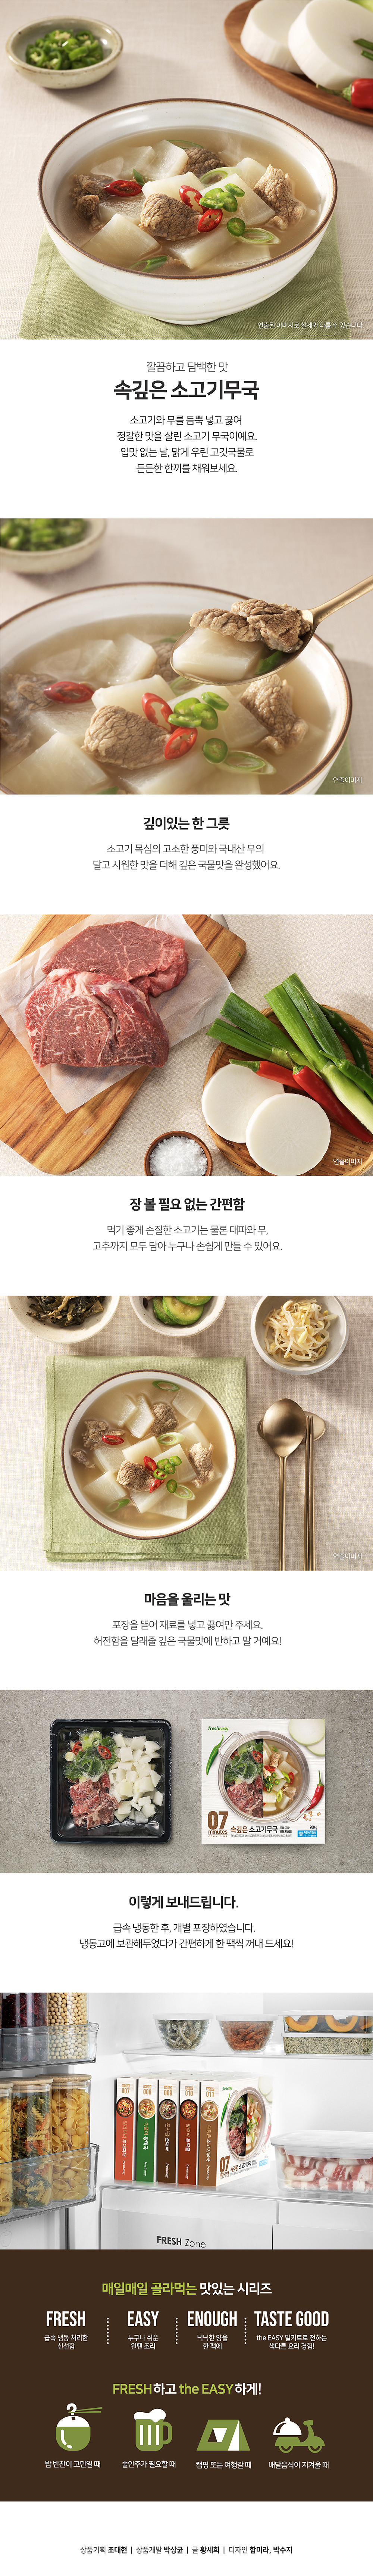 연출된 이미지로 실제와 다를 수 있습니다.
깔끔하고 담백한 맛
속깊은 소고기무국
소고기와 무를 듬뿍 넣고 끓여
정갈한 맛을 살린 소고기 무국이예요.
입맛 없는 날, 맑게 우린 고깃국물로
든든한 한끼를 채워보세요.
연출이미지
깊이있는 한 그릇
소고기 목심의 고소한 풍미와 국내산 무의
달고 시원한 맛을 더해 깊은 국물맛을 완성했어요.
연출이미지
장 볼 필요 없는 간편함
먹기 좋게 손질한 소고기는 물론 대파와 무,
고추까지 모두 담아 누구나 손쉽게 만들 수 있어요.
연출이미지
마음을 울리는 맛
포장을 뜯어 재료를 넣고 끓여만 주세요.
허전함을 달래줄 깊은 국물맛에 반하고 말 거예요!
fresheasy
07
minutes
속깊은 소고기무국
이렇게 보내드립니다.
급속 냉동한 후, 개별 포장하였습니다.
냉동고에 보관해두었다가 간편하게 한 팩씩 꺼내 드세요!
07
속깊은 소고기무국
FRESH Zone
매일매일 골라먹는 맛있는 시리즈
FRESH
급속 냉동 처리한
신선함
EASY
누구나 쉬운
원팬 조리
ENOUGH
넉넉한 양을
한 팩에
TASTE GOOD
the EASY 밀키트로 전하는
색다른 요리 경험!
FRESH하고 the EASY하게!
밥 반찬이 고민일 때
술안주가 필요할 때
캠핑 또는 여행갈 때
배달음식이 지겨울 때
상품기획 조대현 | 상품개발 박상균 | 글 황세희 | 디자인 함미라, 박수지